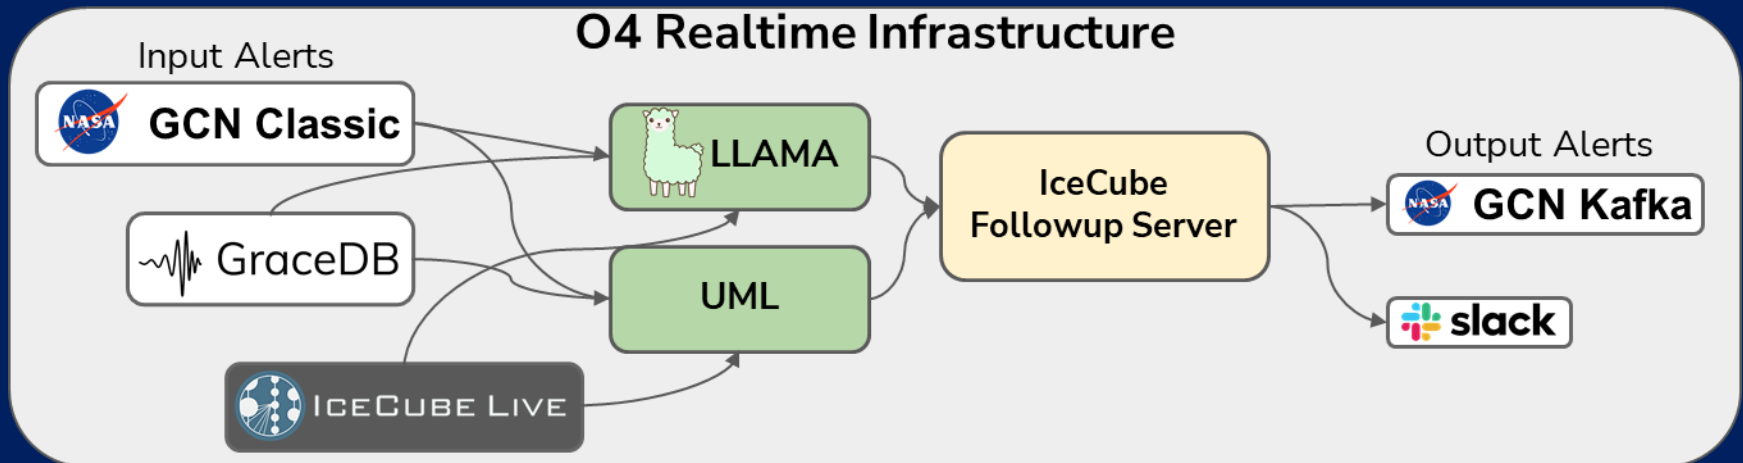 O4 Realtime Infrastructure
Input Alerts
NASA GCN Classic
GraceDB
ICECUBE LIVE
LLAMA
UML
IceCube
Followup Server
Output Alerts
NASA GCN Kafka
slack